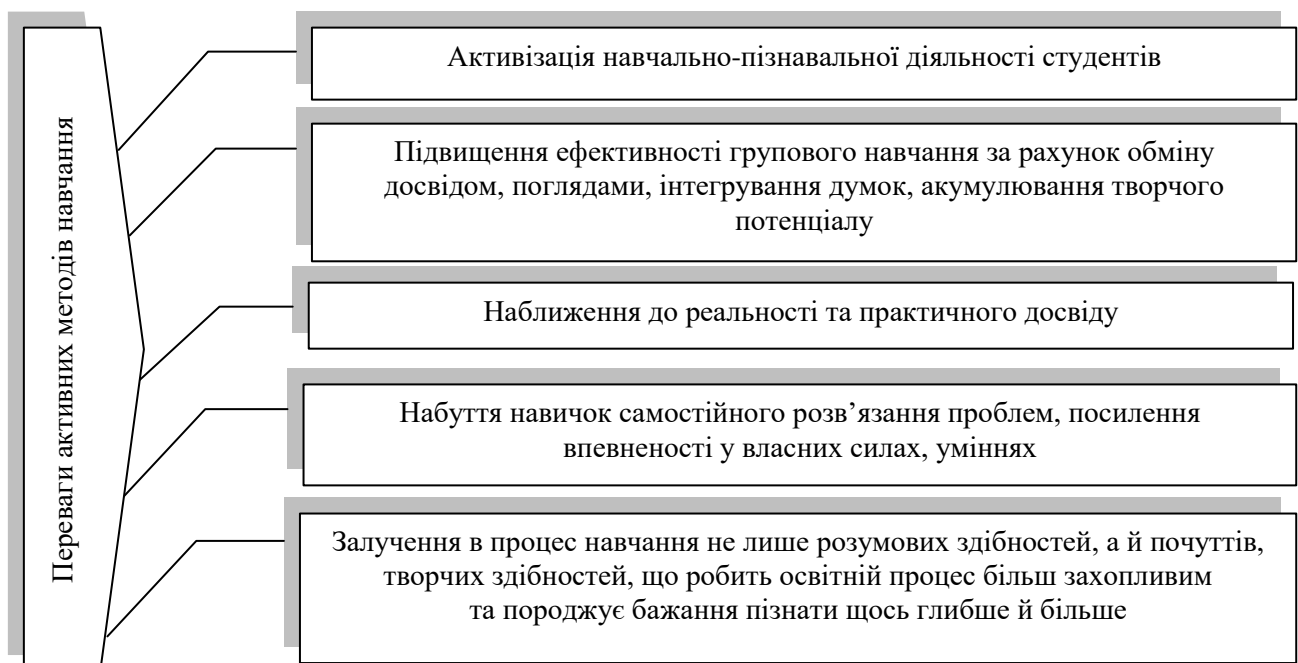 Переваги активних методів навчання
Активізація навчально-пізнавальної діяльності студентів
Підвищення ефективності групового навчання за рахунок обміну
досвідом, поглядами, інтегрування думок, акумулювання творчого
потенціалу
Наближення до реальності та практичного досвіду
Набуття навичок самостійного розв’язання проблем, посилення
впевненості у власних силах, уміннях
Залучення в процес навчання не лише розумових здібностей, а й почуттів,
творчих здібностей, що робить освітній процес більш захопливим
та породжує бажання пізнати щось глибше й більше